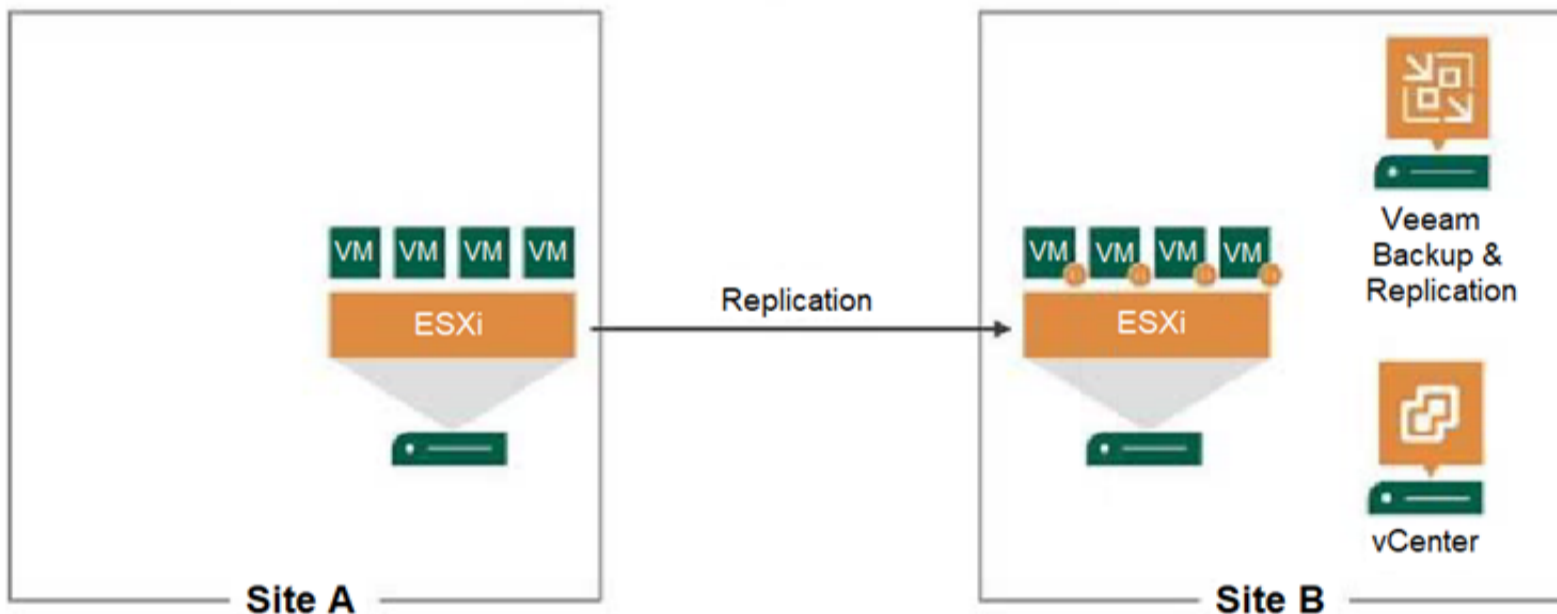 VM VM VM VM
ESXi
Site A
Replication
VM VM VM VM
ESXi
Veeam
Backup &
Replication
vCenter
Site B